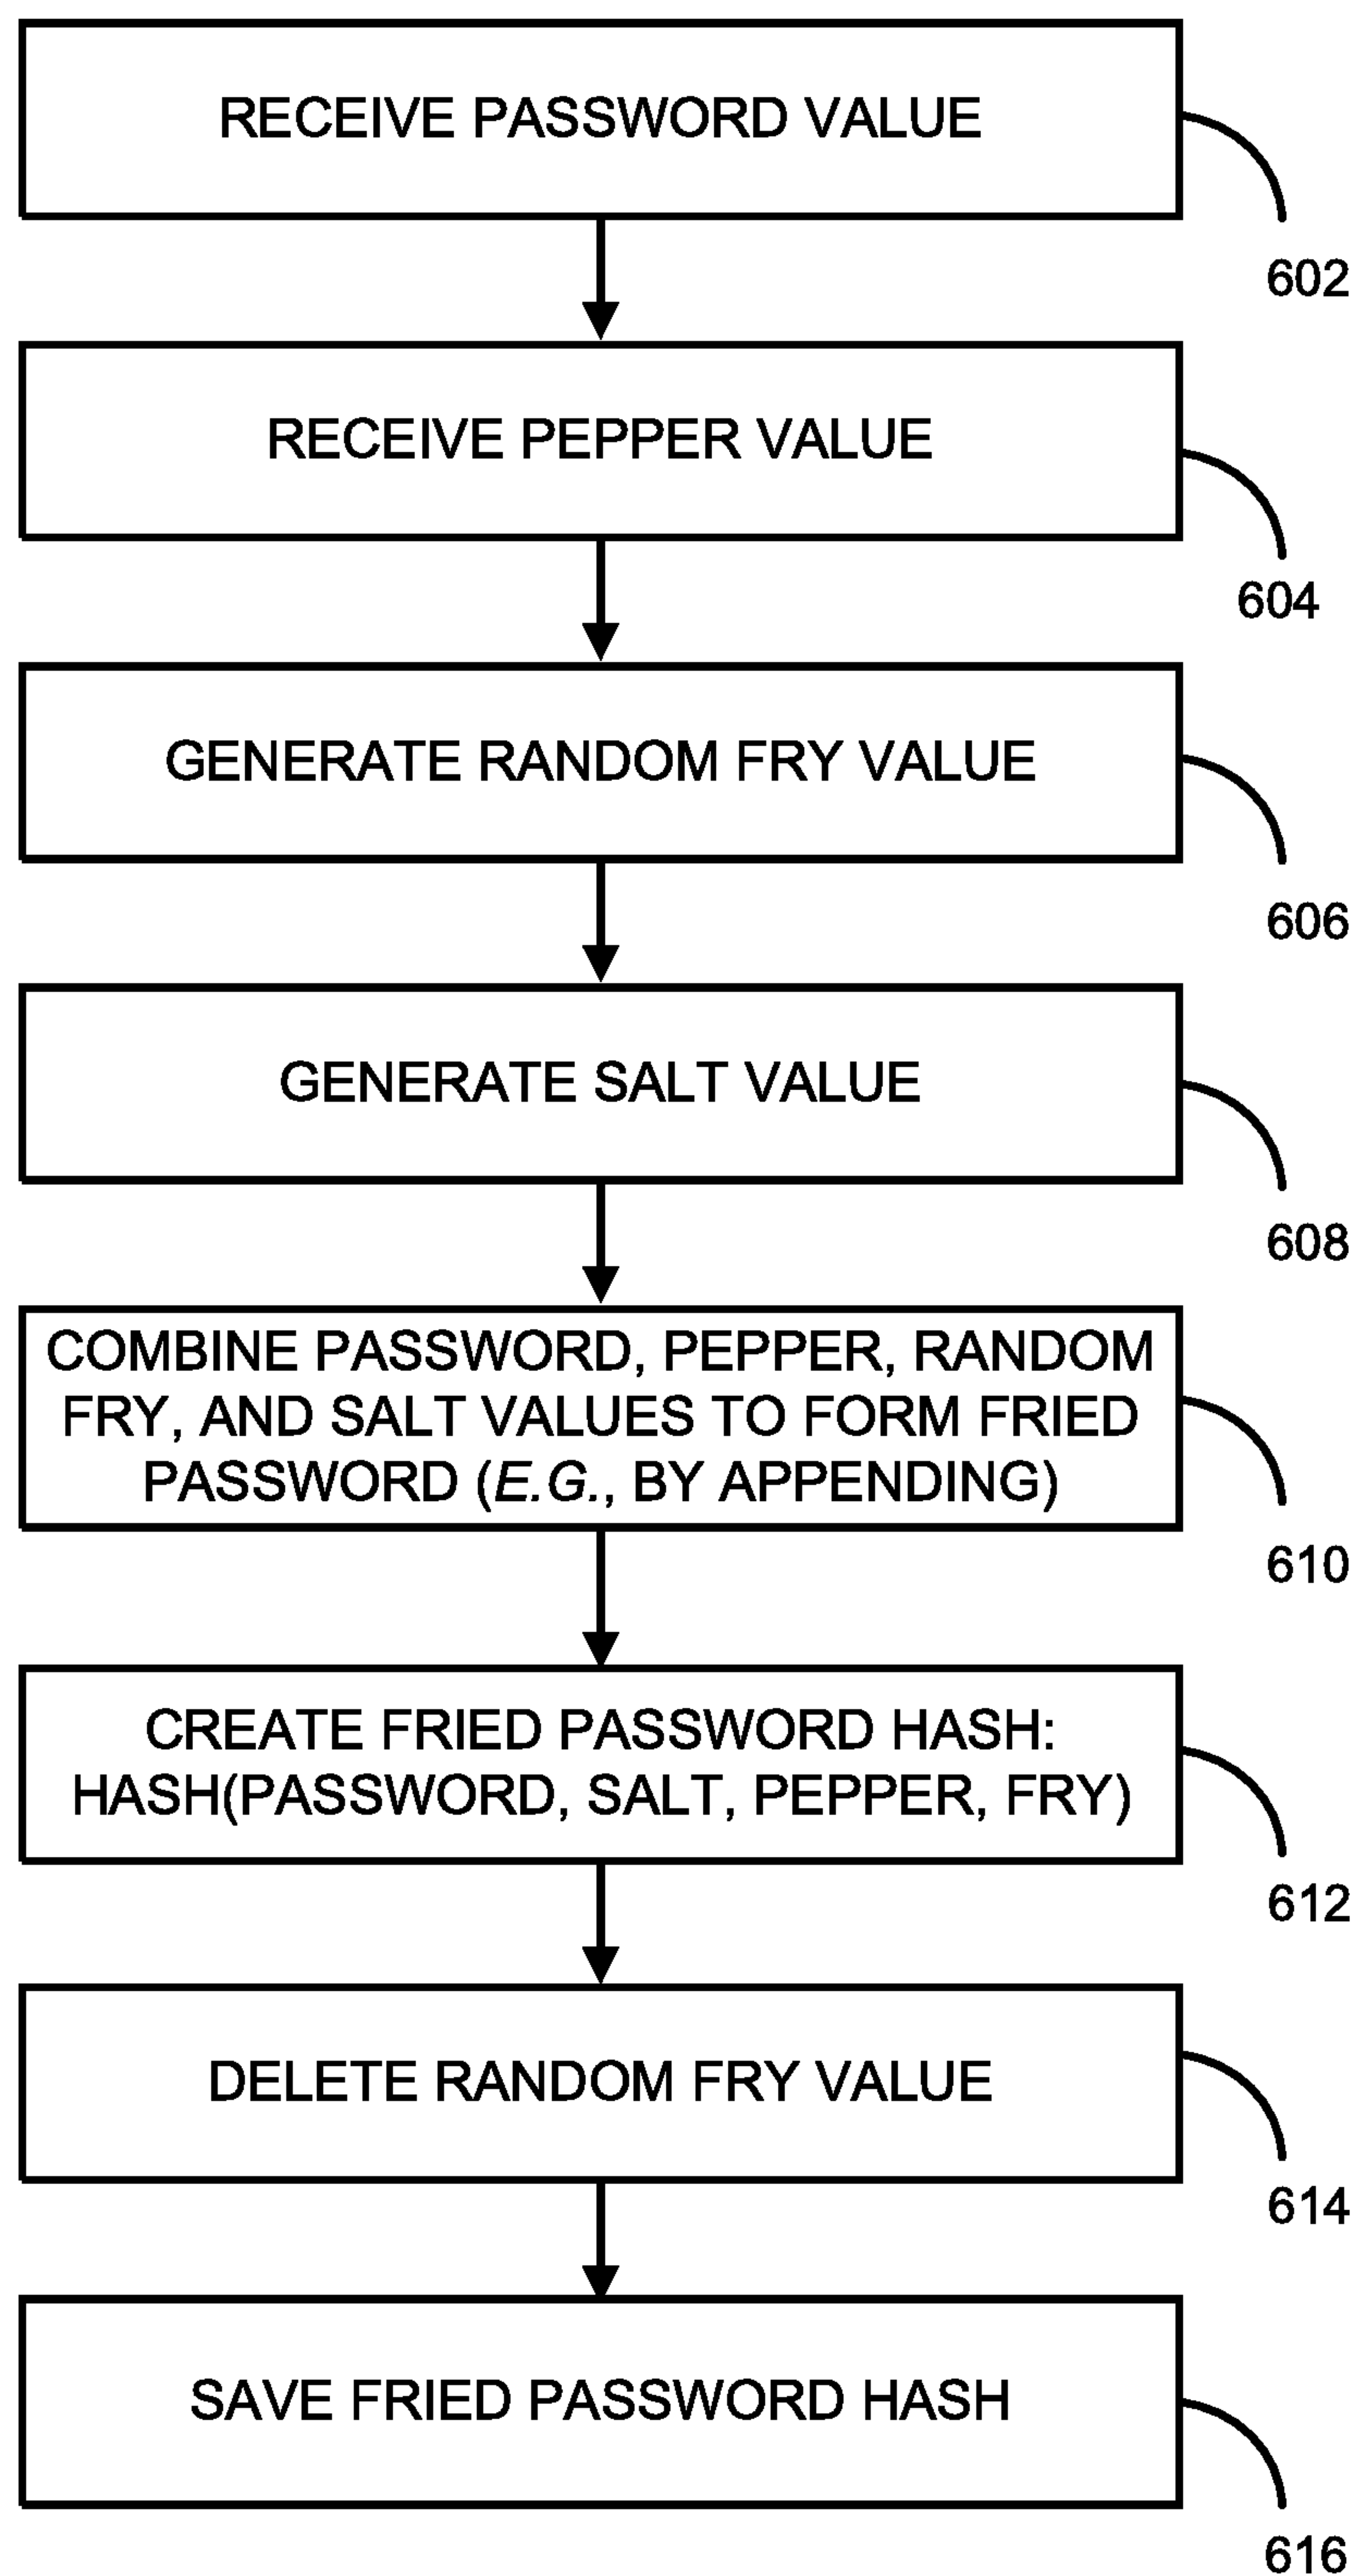 RECEIVE PASSWORD VALUE
602
RECEIVE PEPPER VALUE
604
GENERATE RANDOM FRY VALUE
606
GENERATE SALT VALUE
608
COMBINE PASSWORD, PEPPER, RANDOM
FRY, AND SALT VALUES TO FORM FRIED
PASSWORD (E.G., BY APPENDING)
610
CREATE FRIED PASSWORD HASH:
HASH(PASSWORD, SALT, PEPPER, FRY)
612
DELETE RANDOM FRY VALUE
614
SAVE FRIED PASSWORD HASH
616